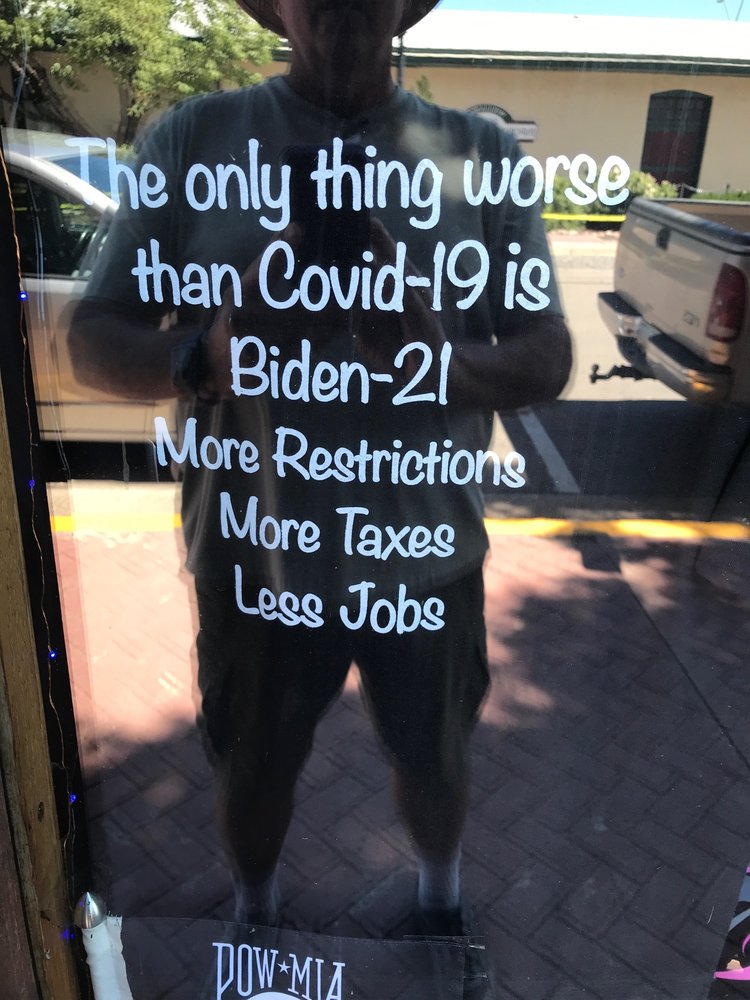 The only thing worse
than Covid-19 is
Biden-21
More Restrictions
More Taxes
Less Jobs
POW★MIA